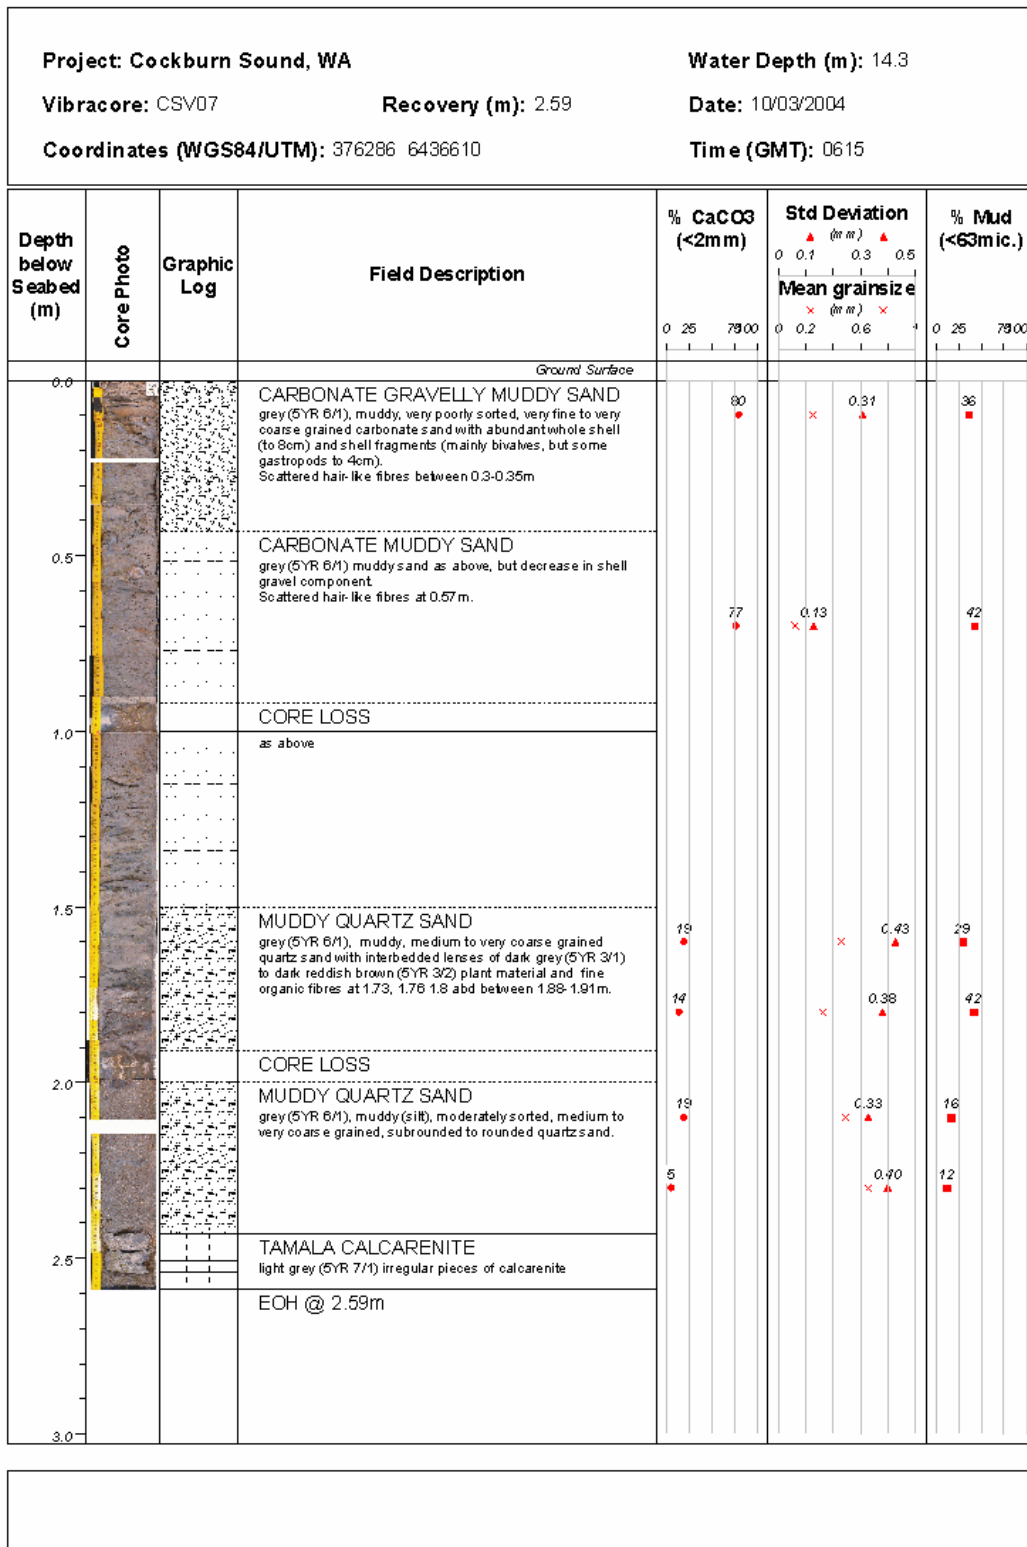 Project: Cockburn Sound, WA
Water Depth (m): 14.3
Vibracore: CSV07
Recovery (m): 2.59
Date: 10/03/2004
Coordinates (WGS84/UTM): 376286 6436610
Time (GMT): 0615
Depth below Seabed (m)
Core Photo
Graphic Log
Field Description
% CaCO3 (<2mm)
0 25 75 100
Std Deviation
(mm)
0 0.1 0.3 0.5
Mean grainsize
(mm)
0 0.2 0.6 1
% Mud (<63mic.)
0 25 75 100
Ground Surface
0.0
CARBONATE GRAVELLY MUDDY SAND
grey (5YR 6/1), muddy, very poorly sorted, very fine to very
coarse grained carbonate sand with abundant whole shell
(to 8cm) and shell fragments (mainly bivalves, but some
gastropods to 4cm).
Scattered hair-like fibres between 0.3-0.35m
80 0.31 36
0.5
CARBONATE MUDDY SAND
grey (5YR 6/1) muddy sand as above, but decrease in shell
gravel component.
Scattered hair-like fibres at 0.57m.
77 0.13 42
CORE LOSS
1.0
as above
1.5
MUDDY QUARTZ SAND
grey (5YR 6/1), muddy, medium to very coarse grained
quartz sand with interbedded lenses of dark grey (5YR 3/1)
to dark reddish brown (5YR 3/2) plant material and fine
organic fibres at 1.73, 1.76 1.8 abd between 1.88-1.91m.
19 0.43 29
14 0.38 42
CORE LOSS
2.0
MUDDY QUARTZ SAND
grey (5YR 6/1), muddy (silt), moderately sorted, medium to
very coarse grained, subrounded to rounded quartz sand.
19 0.33 16
5 0.40 12
TAMALA CALCARENITE
2.5
light grey (5YR 7/1) irregular pieces of calcarenite
EOH @ 2.59m
3.0